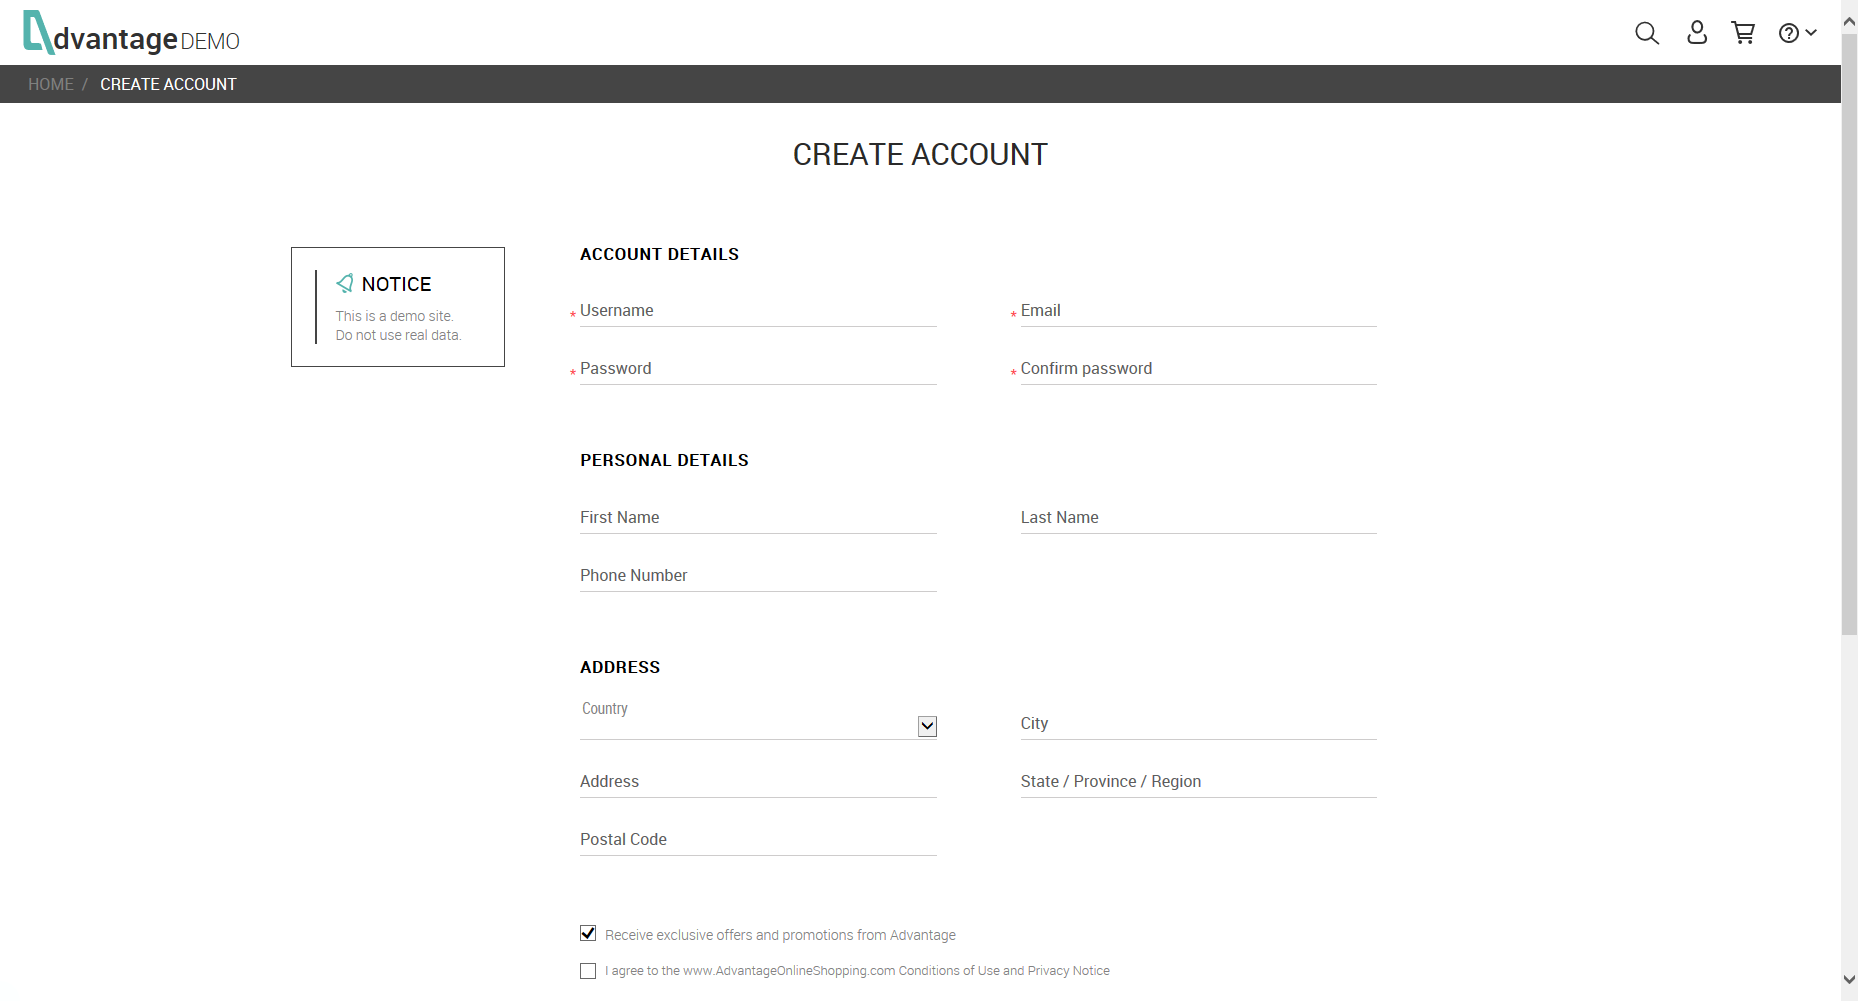 dvantage DEMO
HOME / CREATE ACCOUNT
CREATE ACCOUNT
NOTICE
This is a demo site.
Do not use real data.
ACCOUNT DETAILS
* Username
* Email
* Password
* Confirm password
PERSONAL DETAILS
First Name
Last Name
Phone Number
ADDRESS
Country
City
Address
State / Province / Region
Postal Code
Receive exclusive offers and promotions from Advantage
I agree to the www.AdvantageOnlineShopping.com Conditions of Use and Privacy Notice